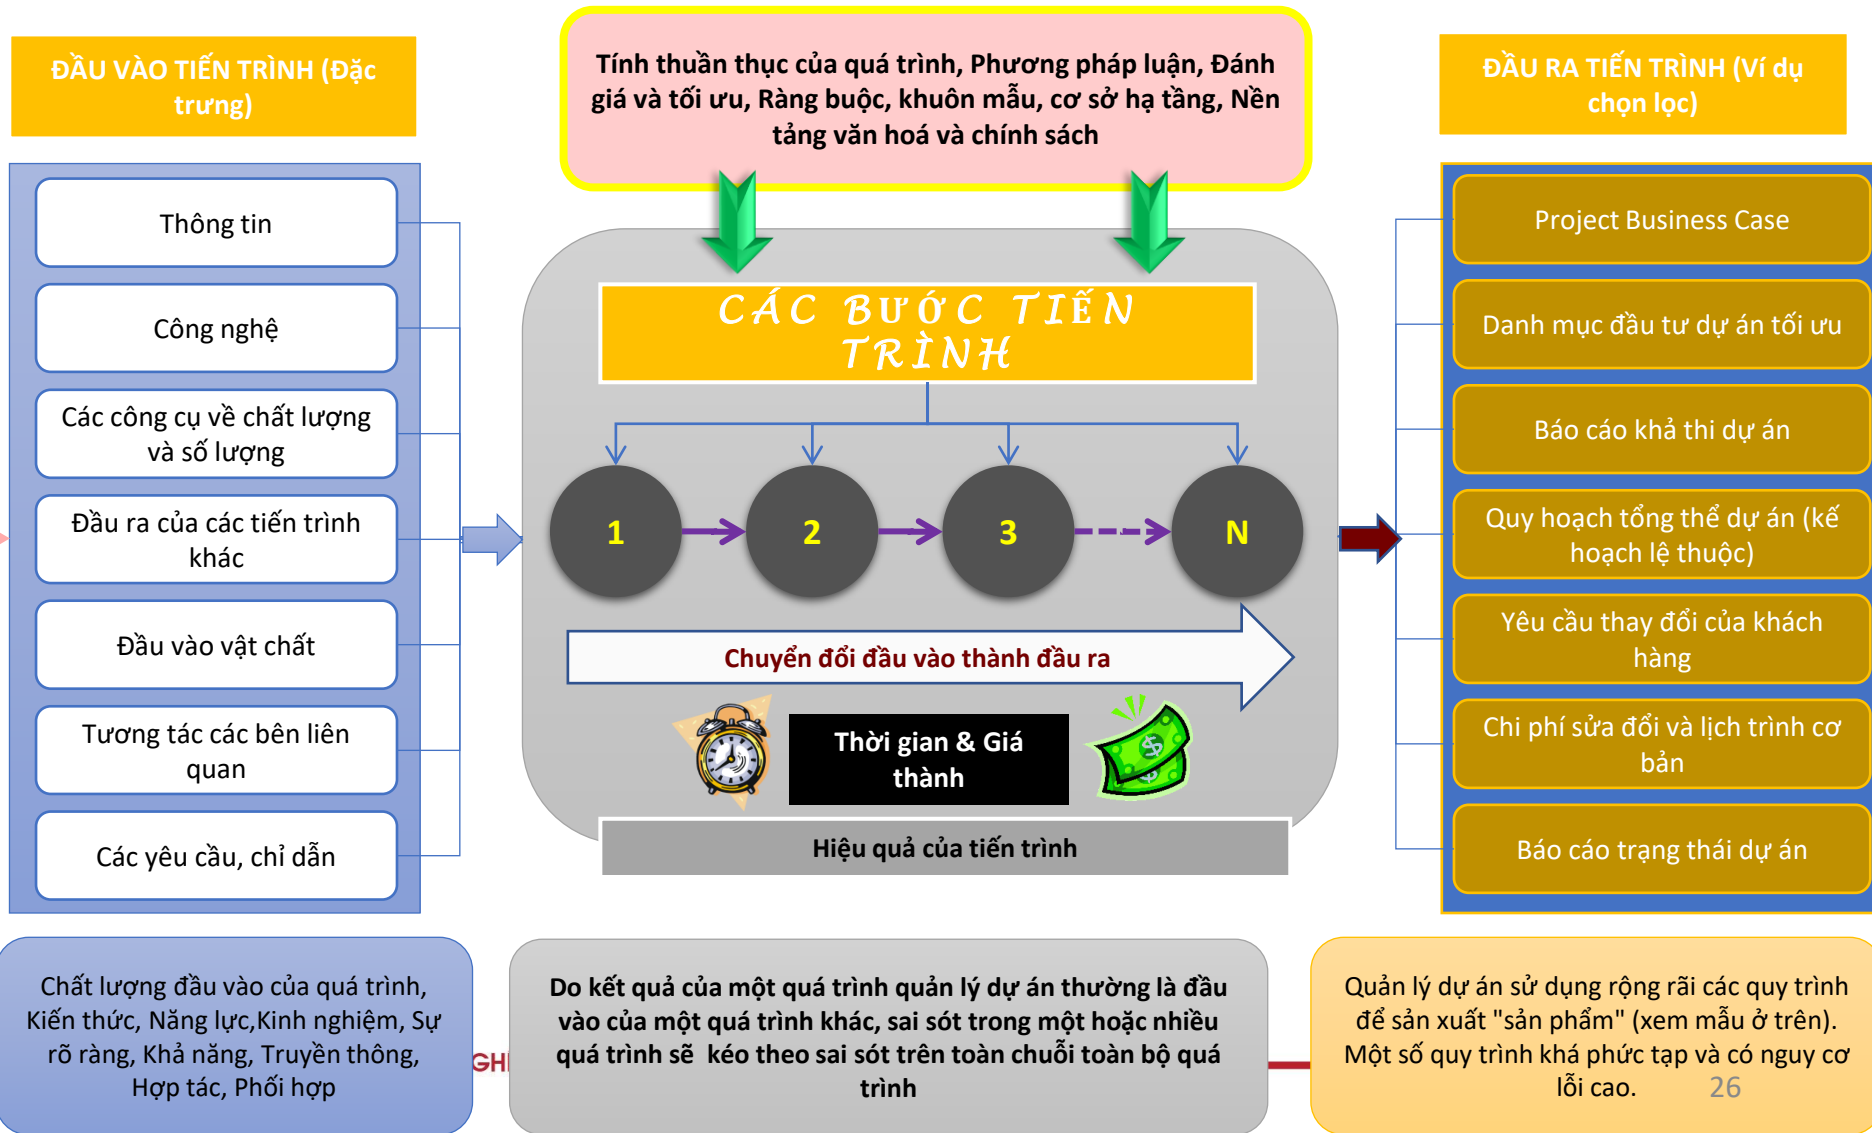 ĐẦU VÀO TIẾN TRÌNH (Đặc
trưng)
Thông tin
Công nghệ
Các công cụ về chất lượng
và số lượng
Đầu ra của các tiến trình
khác
Đầu vào vật chất
Tương tác các bên liên
quan
Các yêu cầu, chỉ dẫn
Chất lượng đầu vào của quá trình,
Kiến thức, Năng lực,Kinh nghiệm, Sự
rõ ràng, Khả năng, Truyền thông,
Hợp tác, Phối hợp
Tính thuần thục của quá trình, Phương pháp luận, Đánh
giá và tối ưu, Ràng buộc, khuôn mẫu, cơ sở hạ tầng, Nền
tảng văn hoá và chính sách
CÁC BƯỚC TIẾN
TRÌNH
1 2 3 N
Chuyển đổi đầu vào thành đầu ra
Thời gian & Giá
thành
Hiệu quả của tiến trình
GH
Do kết quả của một quá trình quản lý dự án thường là đầu
vào của một quá trình khác, sai sót trong một hoặc nhiều
quá trình sẽ kéo theo sai sót trên toàn chuỗi toàn bộ quá
trình
ĐẦU RA TIẾN TRÌNH (Ví dụ
chọn lọc)
Project Business Case
Danh mục đầu tư dự án tối ưu
Báo cáo khả thi dự án
Quy hoạch tổng thể dự án (kế
hoạch lệ thuộc)
Yêu cầu thay đổi của khách
hàng
Chi phí sửa đổi và lịch trình cơ
bản
Báo cáo trạng thái dự án
Quản lý dự án sử dụng rộng rãi các quy trình
để sản xuất "sản phẩm" (xem mẫu ở trên).
Một số quy trình khá phức tạp và có nguy cơ
lỗi cao.
26